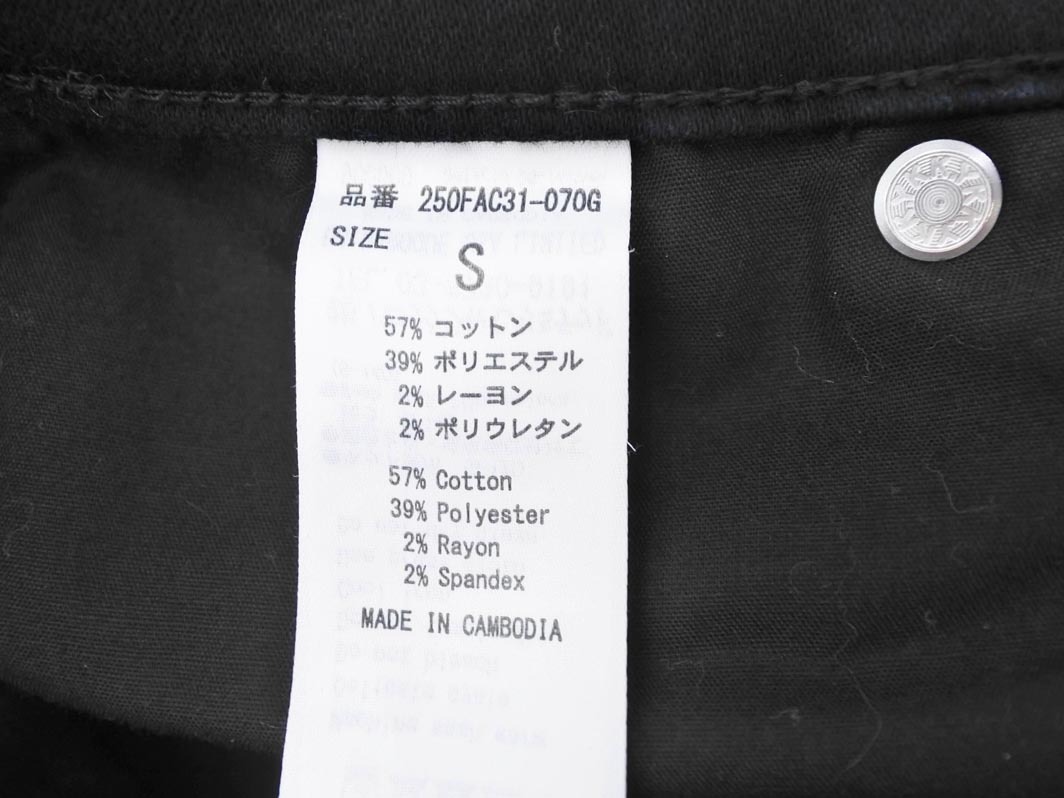 品番 250FAC31-070G
SIZE
S
57% コットン
39% ポリエステル
2% レーヨン
2% ポリウレタン
57% Cotton
39% Polyester
2% Rayon
2% Spandex
MADE IN CAMBODIA